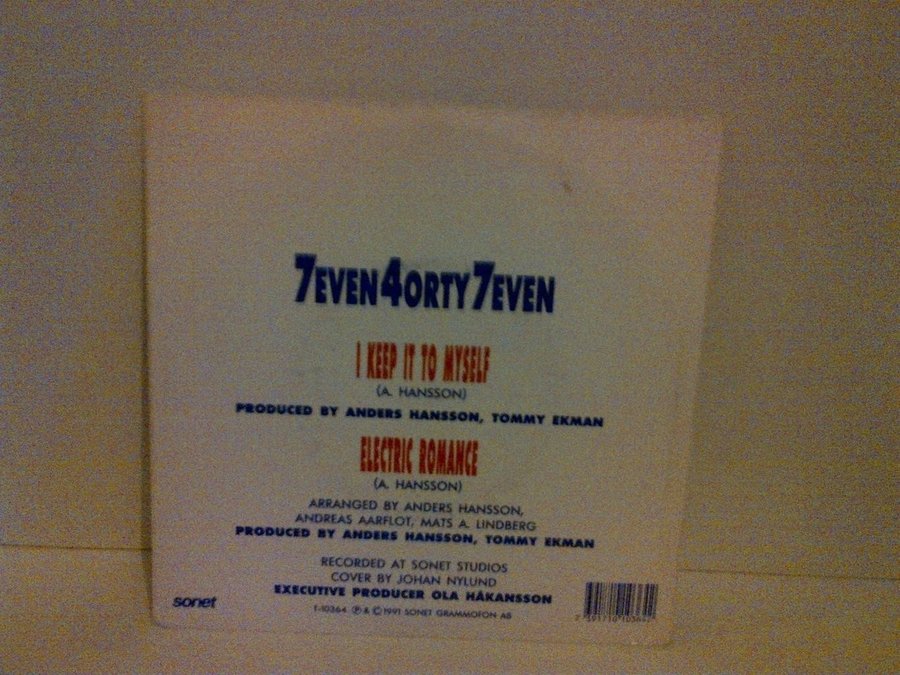 7EVEN4ORTY7EVEN
I KEEP IT TO MYSELF
(A. HANSSON)
PRODUCED BY ANDERS HANSSON, TOMMY EKMAN
ELECTRIC ROMANCE
(A. HANSSON)
ARRANGED BY ANDERS HANSSON,
ANDREAS AARFLOT, MATS A. LINDBERG
PRODUCED BY ANDERS HANSSON, TOMMY EKMAN
RECORDED AT SONET STUDIOS
COVER BY JOHAN NYLUND
EXECUTIVE PRODUCER OLA HÅKANSSON
T-10364 ℗ & © 1991 SONET GRAMMOFON AB
sonet